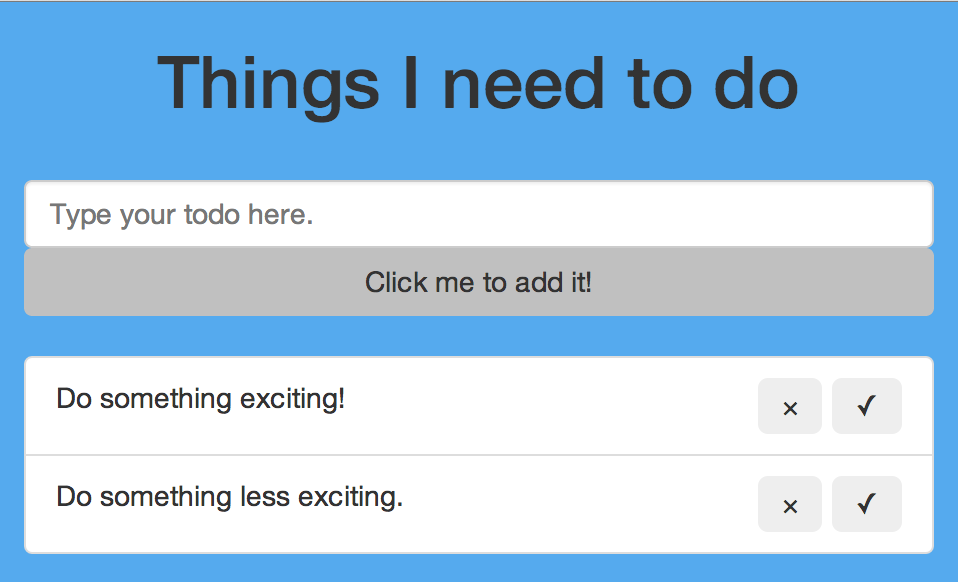 Things I need to do
Type your todo here.
Click me to add it!
Do something exciting!
× ✓
Do something less exciting.
× ✓